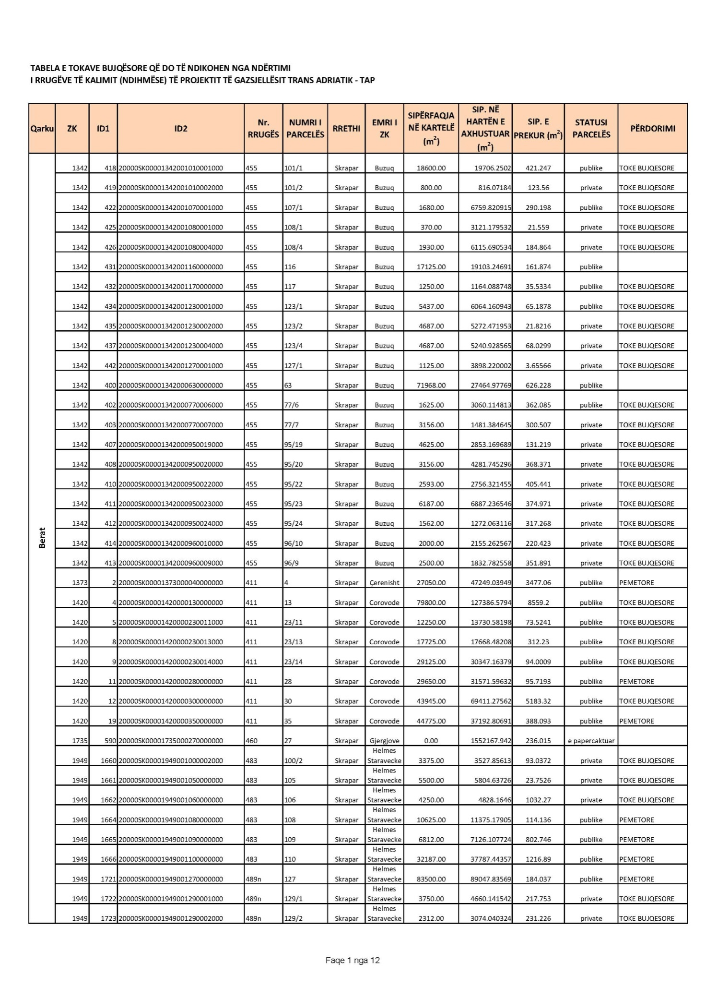 TABELA E TOKAVE BUJQËSORE QË DO TË NDIKOHEN NGA NDËRTIMI
I RRUGËVE TË KALIMIT (NDIHMËSE) TË PROJEKTIT TË GAZSJELLËSIT TRANS ADRIATIK - TAP
Qarku ZK ID1 ID2 Nr. RRUGËS NUMRI I PARCELËS RRETHI EMRI I ZK SIPËRFAQJA NË KARTELË (m²) SIP. NË HARTËN E AXHUSTUAR (m²) SIP. E PREKUR (m²) STATUSI PARCELËS PËRDORIMI
Berat
1342 418 20000SK00001342001010001000 455 101/1 Skrapar Buzuq 18600.00 19706.2502 421.247 publike TOKE BUJQESORE
1342 419 20000SK00001342001010002000 455 101/2 Skrapar Buzuq 800.00 816.07184 123.56 private TOKE BUJQESORE
1342 422 20000SK00001342001070001000 455 107/1 Skrapar Buzuq 1680.00 6759.820915 290.198 publike TOKE BUJQESORE
1342 425 20000SK00001342001080001000 455 108/1 Skrapar Buzuq 370.00 3121.179532 21.559 private TOKE BUJQESORE
1342 426 20000SK00001342001080004000 455 108/4 Skrapar Buzuq 1930.00 6115.690534 184.864 private TOKE BUJQESORE
1342 431 20000SK00001342001160000000 455 116 Skrapar Buzuq 17125.00 19103.24691 161.874 publike
1342 432 20000SK00001342001170000000 455 117 Skrapar Buzuq 1250.00 1164.088748 35.5334 publike TOKE BUJQESORE
1342 434 20000SK00001342001230001000 455 123/1 Skrapar Buzuq 5437.00 6064.160943 65.1878 publike TOKE BUJQESORE
1342 435 20000SK00001342001230002000 455 123/2 Skrapar Buzuq 4687.00 5272.471953 21.8216 private TOKE BUJQESORE
1342 437 20000SK00001342001230004000 455 123/4 Skrapar Buzuq 4687.00 5240.928565 68.0299 private TOKE BUJQESORE
1342 442 20000SK00001342001270001000 455 127/1 Skrapar Buzuq 1125.00 3898.220002 3.65566 private TOKE BUJQESORE
1342 400 20000SK00001342000630000000 455 63 Skrapar Buzuq 71968.00 27464.97769 626.228 publike
1342 402 20000SK00001342000770006000 455 77/6 Skrapar Buzuq 1625.00 3060.114813 362.085 publike TOKE BUJQESORE
1342 403 20000SK00001342000770007000 455 77/7 Skrapar Buzuq 3156.00 1481.384645 300.507 private TOKE BUJQESORE
1342 407 20000SK00001342000950019000 455 95/19 Skrapar Buzuq 4625.00 2853.169689 131.219 private TOKE BUJQESORE
1342 408 20000SK00001342000950020000 455 95/20 Skrapar Buzuq 3156.00 4281.745296 368.371 private TOKE BUJQESORE
1342 410 20000SK00001342000950022000 455 95/22 Skrapar Buzuq 2593.00 2756.321455 405.441 private TOKE BUJQESORE
1342 411 20000SK00001342000950023000 455 95/23 Skrapar Buzuq 6187.00 6887.236546 374.971 private TOKE BUJQESORE
1342 412 20000SK00001342000950024000 455 95/24 Skrapar Buzuq 1562.00 1272.063116 317.268 private TOKE BUJQESORE
1342 414 20000SK00001342000960010000 455 96/10 Skrapar Buzuq 2000.00 2155.262567 220.423 private TOKE BUJQESORE
1342 413 20000SK00001342000960009000 455 96/9 Skrapar Buzuq 2500.00 1832.782558 351.891 private TOKE BUJQESORE
1373 2 20000SK00001373000040000000 411 4 Skrapar Çerenisht 27050.00 47249.03949 3477.06 publike PEMETORE
1420 4 20000SK00001420000130000000 411 13 Skrapar Corovode 79800.00 127386.5794 8559.2 publike TOKE BUJQESORE
1420 5 20000SK00001420000230011000 411 23/11 Skrapar Corovode 12250.00 13730.58198 73.5241 publike TOKE BUJQESORE
1420 8 20000SK00001420000230013000 411 23/13 Skrapar Corovode 17725.00 17668.48208 312.23 publike TOKE BUJQESORE
1420 9 20000SK00001420000230014000 411 23/14 Skrapar Corovode 29125.00 30347.16379 94.0009 publike TOKE BUJQESORE
1420 11 20000SK00001420000280000000 411 28 Skrapar Corovode 29650.00 31571.59632 95.7193 publike PEMETORE
1420 12 20000SK00001420000300000000 411 30 Skrapar Corovode 43945.00 69411.27562 5183.32 publike TOKE BUJQESORE
1420 19 20000SK00001420000350000000 411 35 Skrapar Corovode 44775.00 37192.80691 388.093 publike PEMETORE
1735 590 20000SK00001735000270000000 460 27 Skrapar Gjergjove 0.00 1552167.942 236.015 e papercaktuar
1949 1660 20000SK00001949001000002000 483 100/2 Skrapar Helmes Staravecke 3375.00 3527.85613 93.0372 private TOKE BUJQESORE
1949 1661 20000SK00001949001050000000 483 105 Skrapar Helmes Staravecke 5500.00 5804.63726 23.7526 private TOKE BUJQESORE
1949 1662 20000SK00001949001060000000 483 106 Skrapar Helmes Staravecke 4250.00 4828.1646 1032.27 private TOKE BUJQESORE
1949 1664 20000SK00001949001080000000 483 108 Skrapar Helmes Staravecke 10625.00 11375.17905 114.136 publike PEMETORE
1949 1665 20000SK00001949001090000000 483 109 Skrapar Helmes Staravecke 6812.00 7126.107724 802.746 publike PEMETORE
1949 1666 20000SK00001949001100000000 483 110 Skrapar Helmes Staravecke 32187.00 37787.44357 1216.89 publike PEMETORE
1949 1721 20000SK00001949001270000000 489n 127 Skrapar Helmes Staravecke 83500.00 89047.83569 184.037 publike PEMETORE
1949 1722 20000SK00001949001290001000 489n 129/1 Skrapar Helmes Staravecke 3750.00 4660.141542 217.753 private TOKE BUJQESORE
1949 1723 20000SK00001949001290002000 489n 129/2 Skrapar Helmes Staravecke 2312.00 3074.040324 231.226 private TOKE BUJQESORE
Faqe 1 nga 12